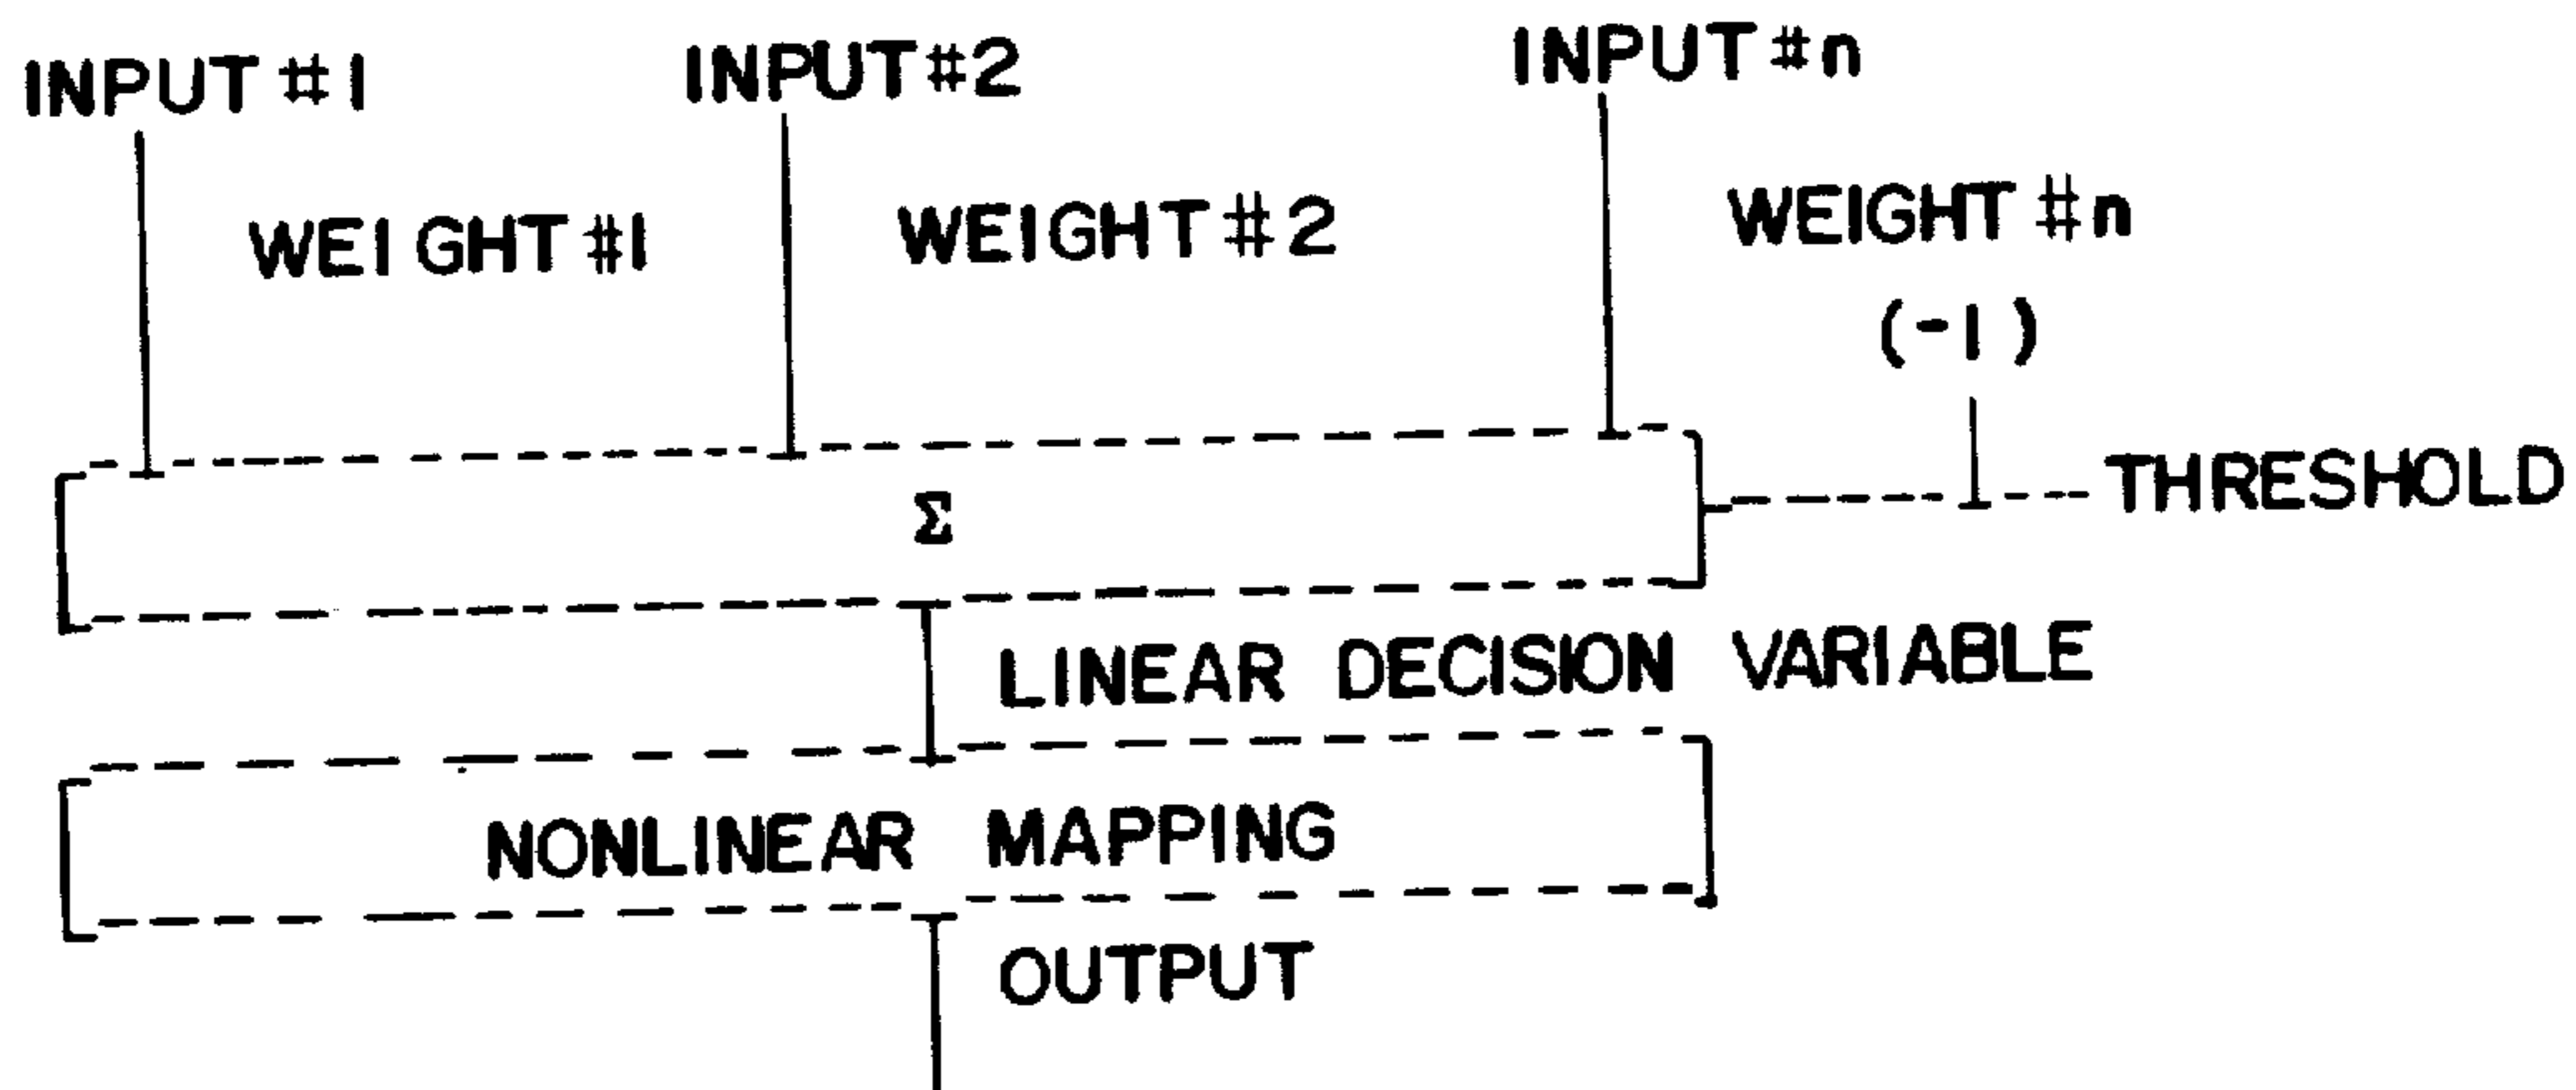 INPUT #1 INPUT #2 INPUT #n
WEIGHT #1 WEIGHT #2 WEIGHT #n
(-1)
Σ THRESHOLD
LINEAR DECISION VARIABLE
NONLINEAR MAPPING
OUTPUT